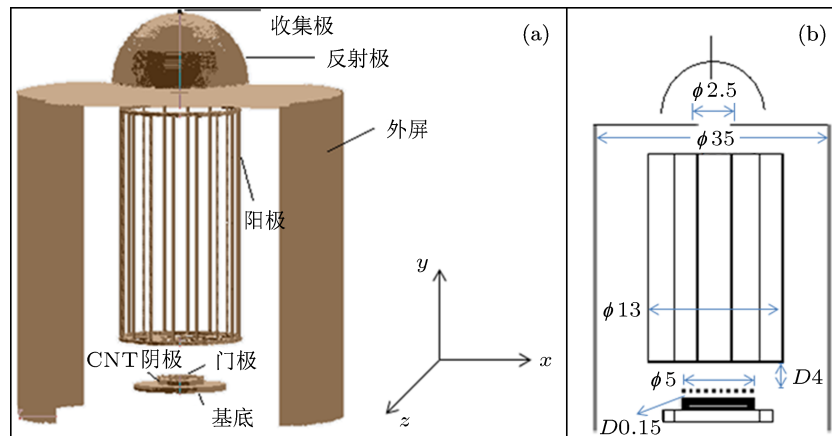 收集极
(a)
反射极
外屏
阳极
CNT阴极
门极
基底
y
x
z
(b)
ϕ2.5
ϕ35
ϕ13
ϕ5
D4
D0.15